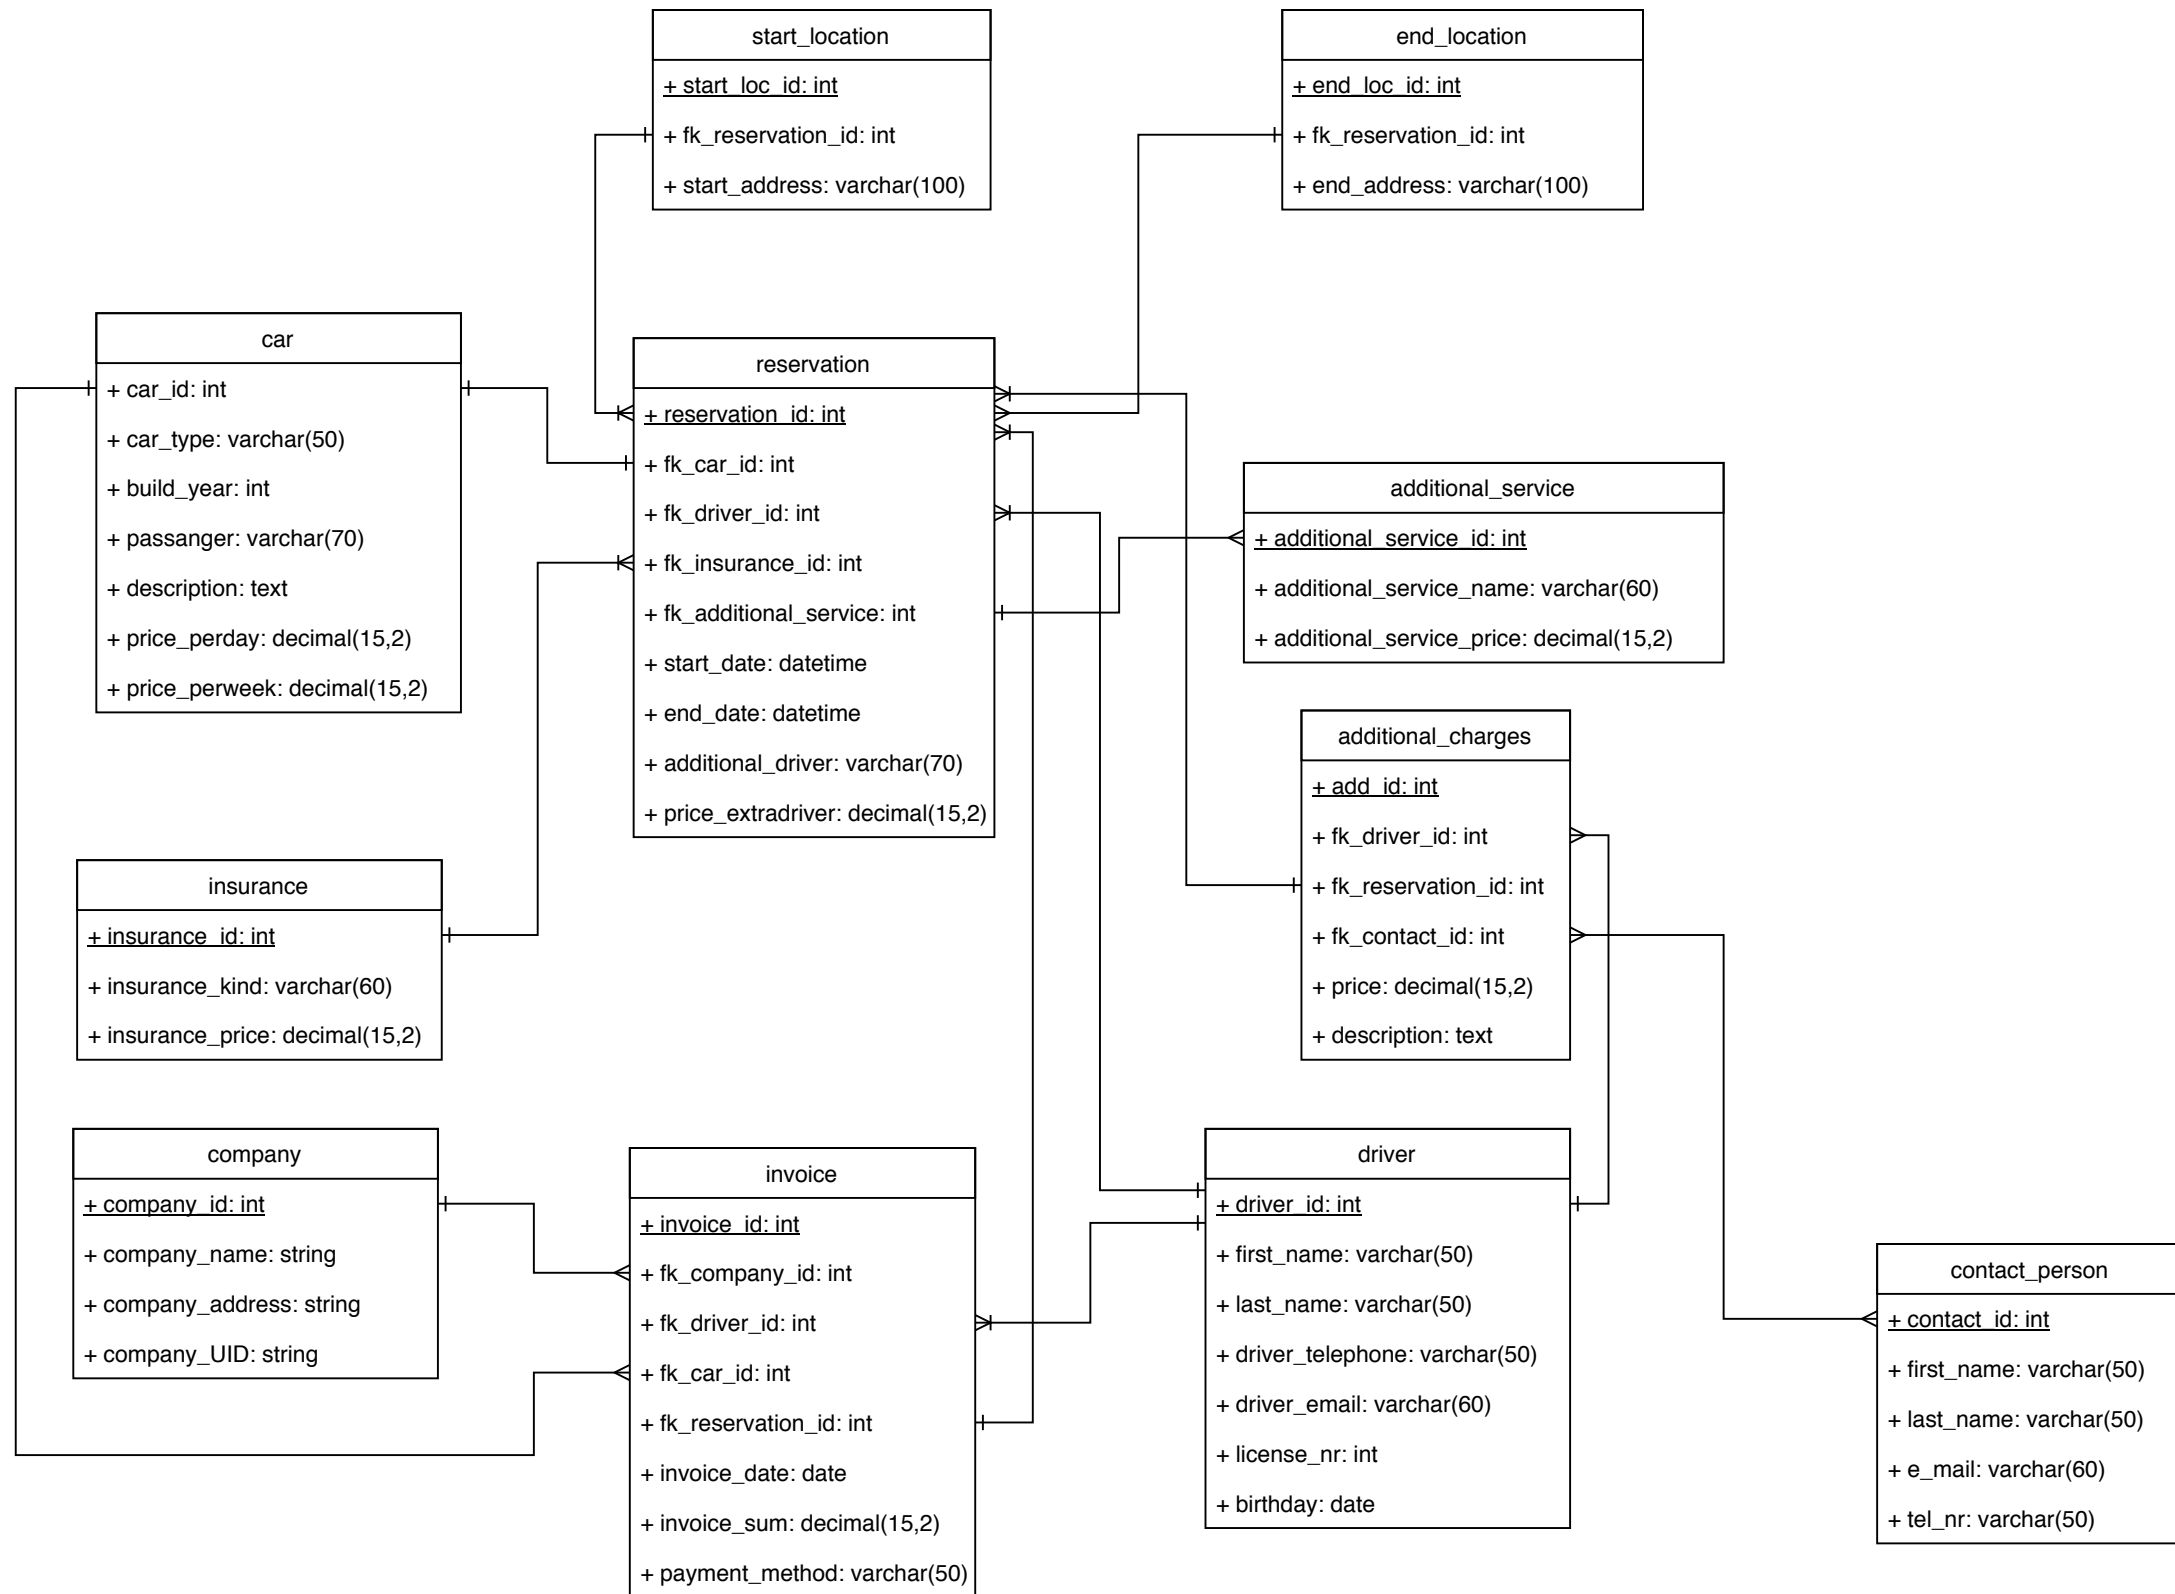 start_location
+ start_loc_id: int
+ fk_reservation_id: int
+ start_address: varchar(100)
end_location
+ end_loc_id: int
+ fk_reservation_id: int
+ end_address: varchar(100)
car
+ car_id: int
+ car_type: varchar(50)
+ build_year: int
+ passanger: varchar(70)
+ description: text
+ price_perday: decimal(15,2)
+ price_perweek: decimal(15,2)
reservation
+ reservation_id: int
+ fk_car_id: int
+ fk_driver_id: int
+ fk_insurance_id: int
+ fk_additional_service: int
+ start_date: datetime
+ end_date: datetime
+ additional_driver: varchar(70)
+ price_extradriver: decimal(15,2)
additional_service
+ additional_service_id: int
+ additional_service_name: varchar(60)
+ additional_service_price: decimal(15,2)
additional_charges
+ add_id: int
+ fk_driver_id: int
+ fk_reservation_id: int
+ fk_contact_id: int
+ price: decimal(15,2)
+ description: text
insurance
+ insurance_id: int
+ insurance_kind: varchar(60)
+ insurance_price: decimal(15,2)
company
+ company_id: int
+ company_name: string
+ company_address: string
+ company_UID: string
invoice
+ invoice_id: int
+ fk_company_id: int
+ fk_driver_id: int
+ fk_car_id: int
+ fk_reservation_id: int
+ invoice_date: date
+ invoice_sum: decimal(15,2)
+ payment_method: varchar(50)
driver
+ driver_id: int
+ first_name: varchar(50)
+ last_name: varchar(50)
+ driver_telephone: varchar(50)
+ driver_email: varchar(60)
+ license_nr: int
+ birthday: date
contact_person
+ contact_id: int
+ first_name: varchar(50)
+ last_name: varchar(50)
+ e_mail: varchar(60)
+ tel_nr: varchar(50)